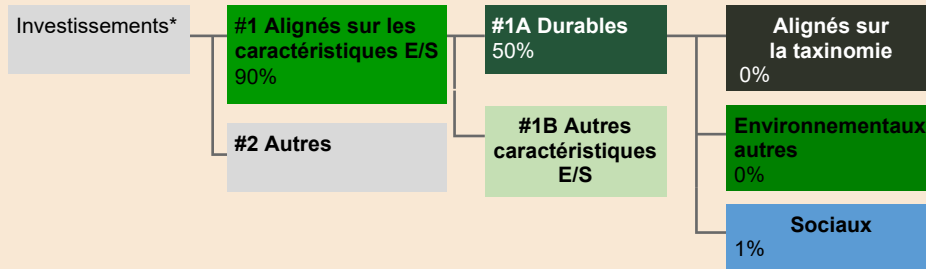 Investissements*
#1 Alignés sur les
caractéristiques E/S
90%
#2 Autres
#1A Durables
50%
#1B Autres
caractéristiques
E/S
Alignés sur
la taxinomie
0%
Environnementaux
autres
0%
Sociaux
1%